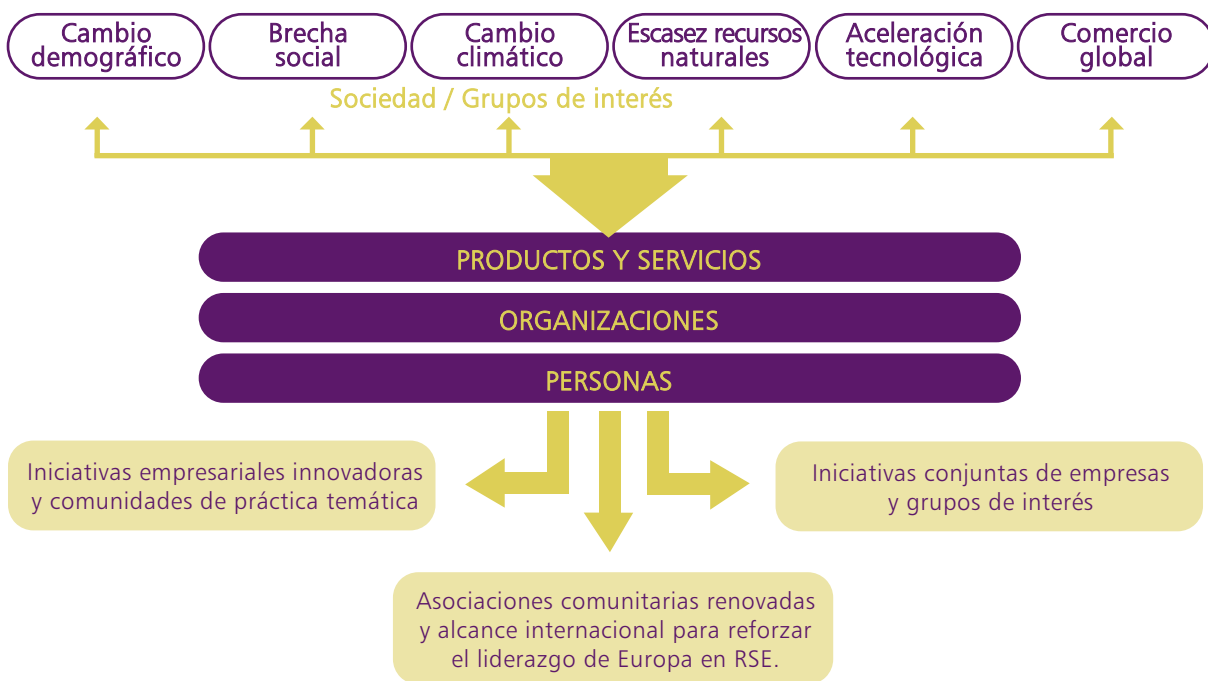 Cambio
demográfico
Brecha
social
Cambio
climático
Escasez recursos
naturales
Aceleración
tecnológica
Comercio
global
Sociedad / Grupos de interés
PRODUCTOS Y SERVICIOS
ORGANIZACIONES
PERSONAS
Iniciativas empresariales innovadoras
y comunidades de práctica temática
Iniciativas conjuntas de empresas
y grupos de interés
Asociaciones comunitarias renovadas
y alcance internacional para reforzar
el liderazgo de Europa en RSE.